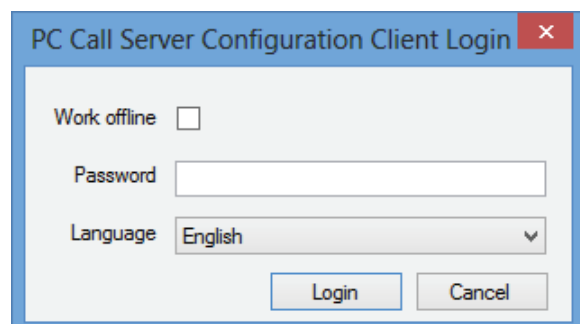 PC Call Server Configuration Client Login
Work offline
Password
Language English
Login Cancel